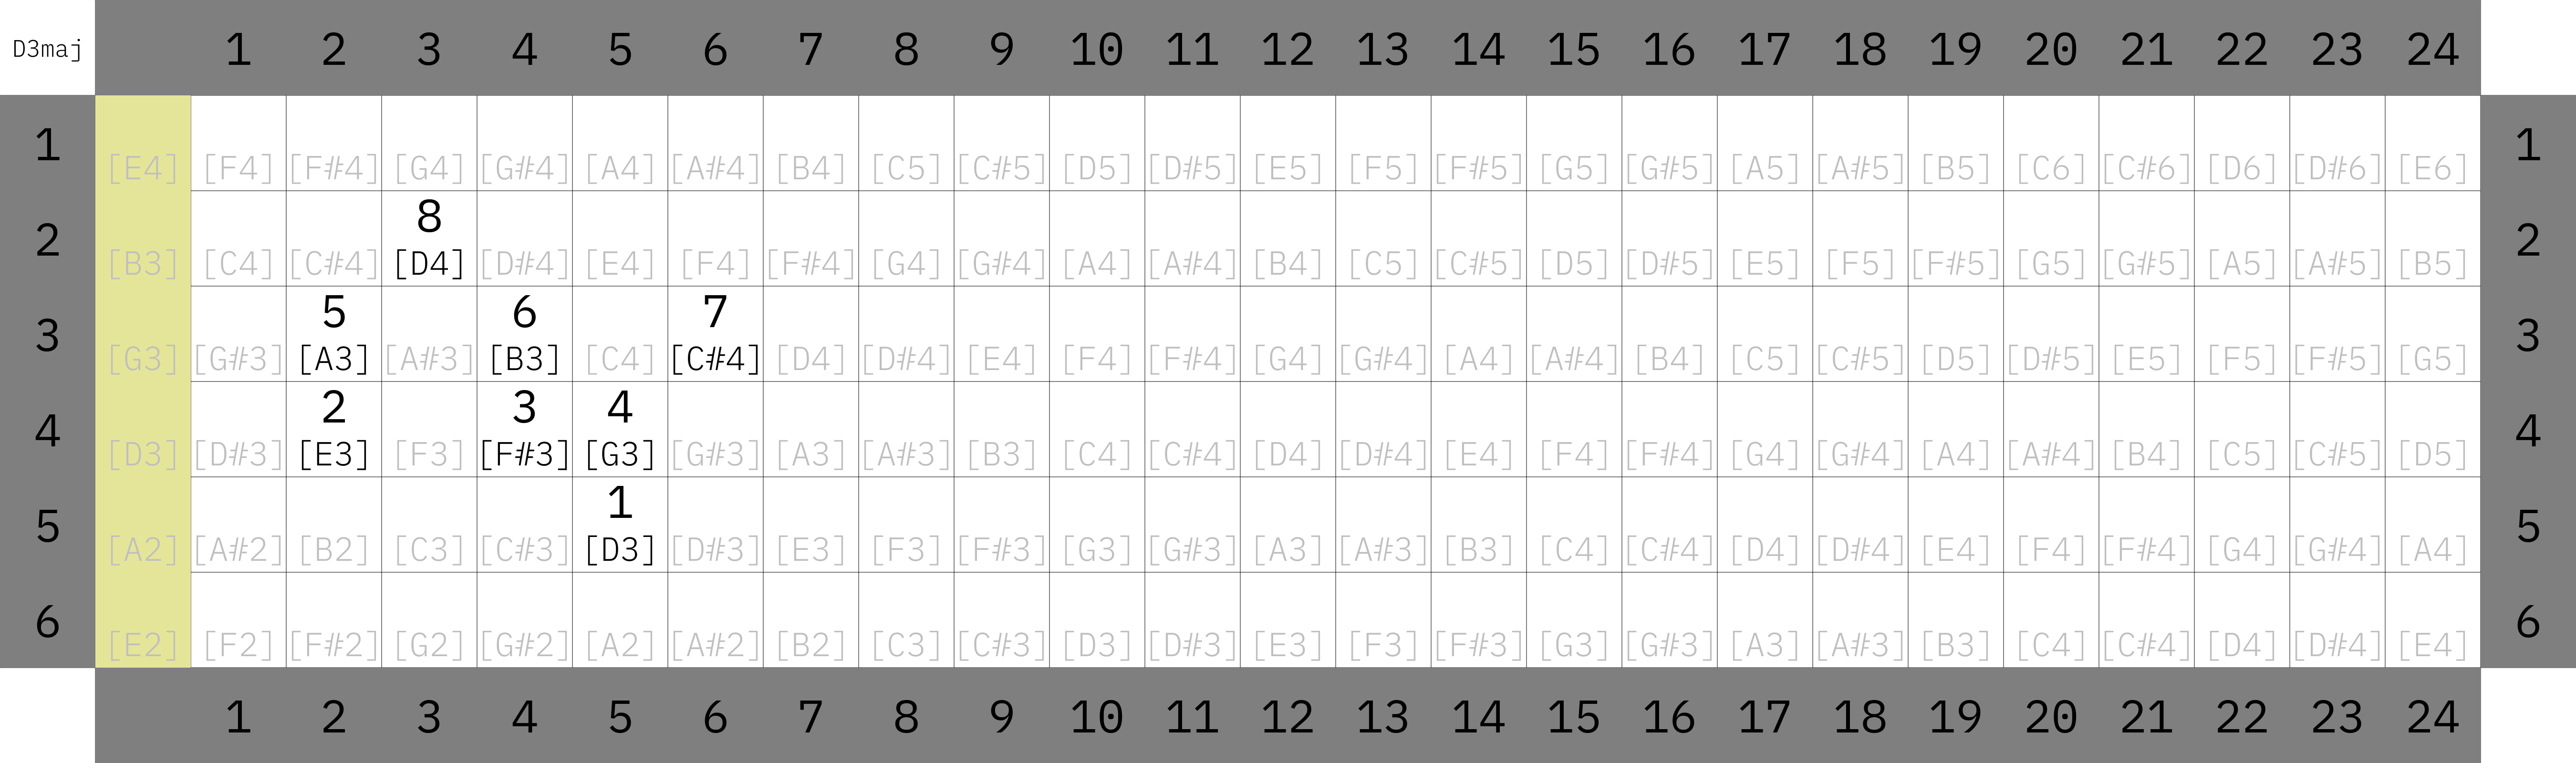 D3maj 1 2 3 4 5 6 7 8 9 10 11 12 13 14 15 16 17 18 19 20 21 22 23 24
1 [E4] [F4] [F#4] [G4] [G#4] [A4] [A#4] [B4] [C5] [C#5] [D5] [D#5] [E5] [F5] [F#5] [G5] [G#5] [A5] [A#5] [B5] [C6] [C#6] [D6] [D#6] [E6] 1
8
2 [B3] [C4] [C#4] [D4] [D#4] [E4] [F4] [F#4] [G4] [G#4] [A4] [A#4] [B4] [C5] [C#5] [D5] [D#5] [E5] [F5] [F#5] [G5] [G#5] [A5] [A#5] [B5] 2
5 6 7
3 [G3] [G#3] [A3] [A#3] [B3] [C4] [C#4] [D4] [D#4] [E4] [F4] [F#4] [G4] [G#4] [A4] [A#4] [B4] [C5] [C#5] [D5] [D#5] [E5] [F5] [F#5] [G5] 3
2 3 4
4 [D3] [D#3] [E3] [F3] [F#3] [G3] [G#3] [A3] [A#3] [B3] [C4] [C#4] [D4] [D#4] [E4] [F4] [F#4] [G4] [G#4] [A4] [A#4] [B4] [C5] [C#5] [D5] 4
1
5 [A2] [A#2] [B2] [C3] [C#3] [D3] [D#3] [E3] [F3] [F#3] [G3] [G#3] [A3] [A#3] [B3] [C4] [C#4] [D4] [D#4] [E4] [F4] [F#4] [G4] [G#4] [A4] 5
6 [E2] [F2] [F#2] [G2] [G#2] [A2] [A#2] [B2] [C3] [C#3] [D3] [D#3] [E3] [F3] [F#3] [G3] [G#3] [A3] [A#3] [B3] [C4] [C#4] [D4] [D#4] [E4] 6
1 2 3 4 5 6 7 8 9 10 11 12 13 14 15 16 17 18 19 20 21 22 23 24